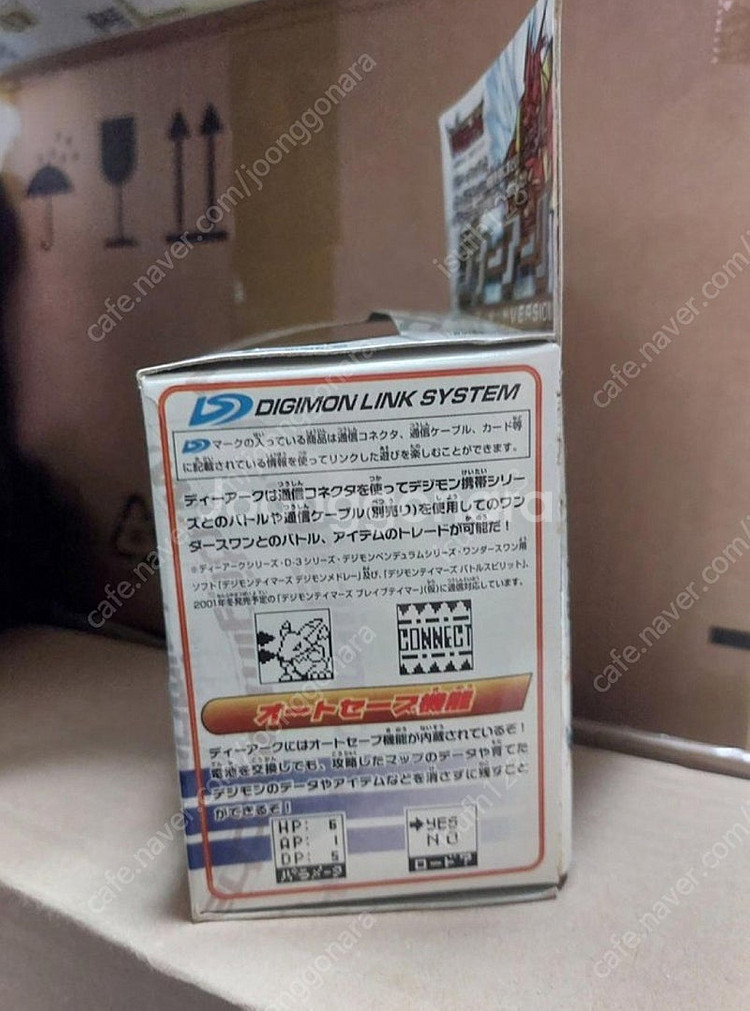 DIGIMON LINK SYSTEM
マークの入っている商品は通信コネクタ、通信ケーブル、カード等
に記載されている情報を使ってリンクした遊びを楽しむことができます。
ディーアークは通信コネクタを使ってデジモン携帯シリー
ズとのバトルや通信ケーブル(別売り)を使用してのワン
ダースワンとのバトル、アイテムのトレードが可能だ!
※ディーアークシリーズ・D-3シリーズ・デジモンペンデュラムシリーズ・ワンダースワン用
ソフト「デジモンテイマーズ デジモンメドレー」及び、「デジモンテイマーズ バトルスピリット」、
2001年冬発売予定の「デジモンテイマーズ ブレイブテイマー」(仮)に通信対応しています。
CONNECT
オートセーブ機能
ディーアークにはオートセーブ機能が内蔵されているぞ!
電池を交換しても、攻略したマップのデータや育てた
デジモンのデータやアイテムなどを消さずに残すこと
ができるぞ!
HP: 6
AP: 1
DP: 5
パラメータ
→YES
NO
ロードア
VERSION
cafe.naver.com/joonggonara
Joonggonara